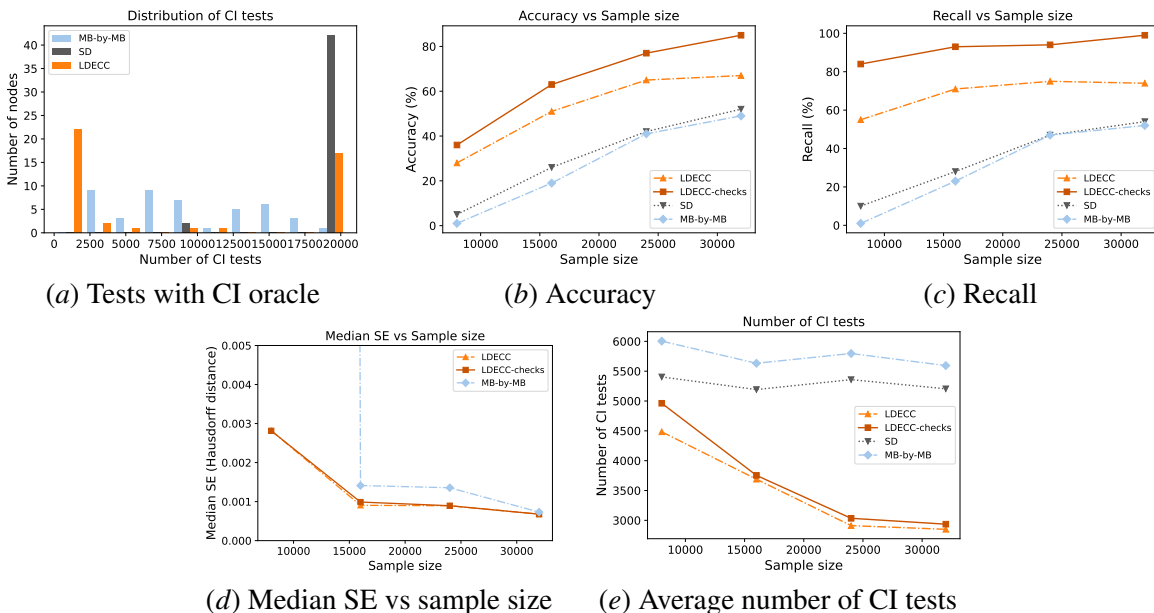 Distribution of CI tests
MB-by-MB
SD
LDECC
40
35
30
25
20
15
10
5
0
Number of nodes
0 2500 5000 7500 10000 12500 15000 17500 20000
Number of CI tests
(a) Tests with CI oracle
Accuracy vs Sample size
80
60
40
20
0
Accuracy (%)
LDECC
LDECC-checks
SD
MB-by-MB
10000 15000 20000 25000 30000
Sample size
(b) Accuracy
Recall vs Sample size
100
80
60
40
20
0
Recall (%)
LDECC
LDECC-checks
SD
MB-by-MB
10000 15000 20000 25000 30000
Sample size
(c) Recall
Median SE vs Sample size
0.005
0.004
0.003
0.002
0.001
0.000
Median SE (Hausdorff distance)
LDECC
LDECC-checks
MB-by-MB
10000 15000 20000 25000 30000
Sample size
(d) Median SE vs sample size
Number of CI tests
6000
5500
5000
4500
4000
3500
3000
Number of CI tests
LDECC
LDECC-checks
SD
MB-by-MB
10000 15000 20000 25000 30000
Sample size
(e) Average number of CI tests